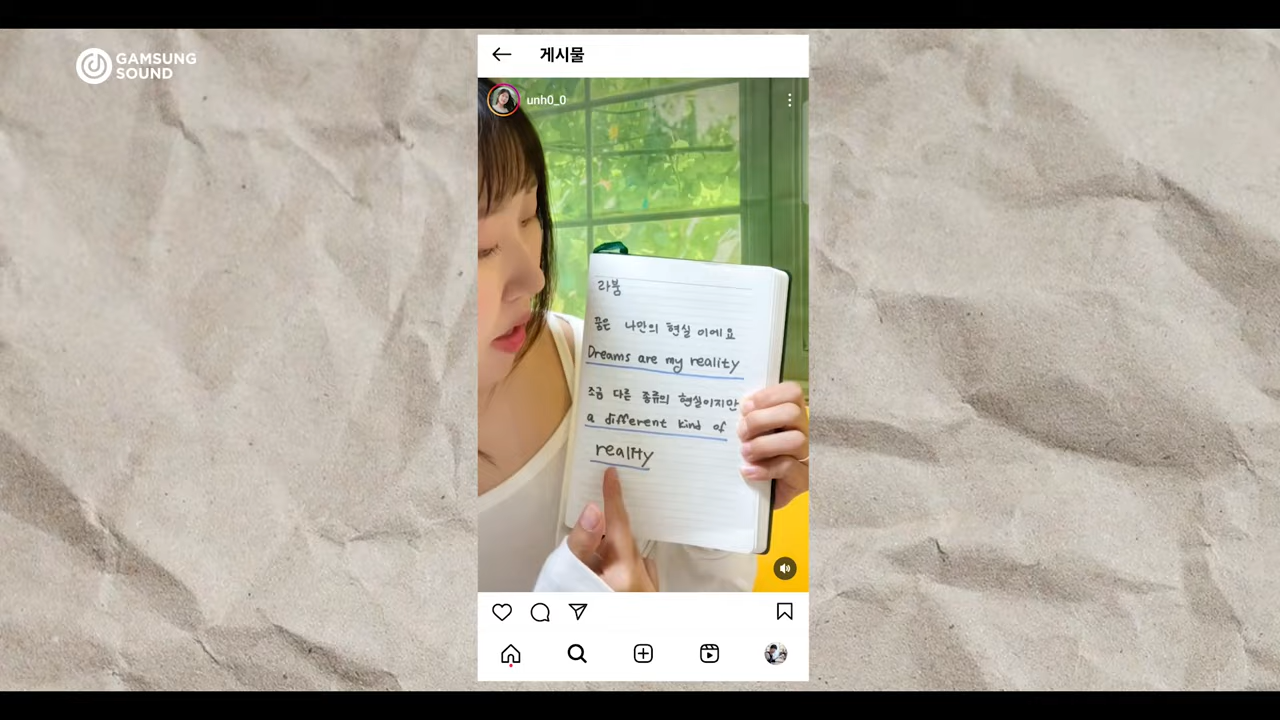 GAMSUNG
SOUND
게시물
unh0_0
라붐
꿈은 나만의 현실이에요
Dreams are my reality
조금 다른 종류의 현실이지만
a different kind of
reality